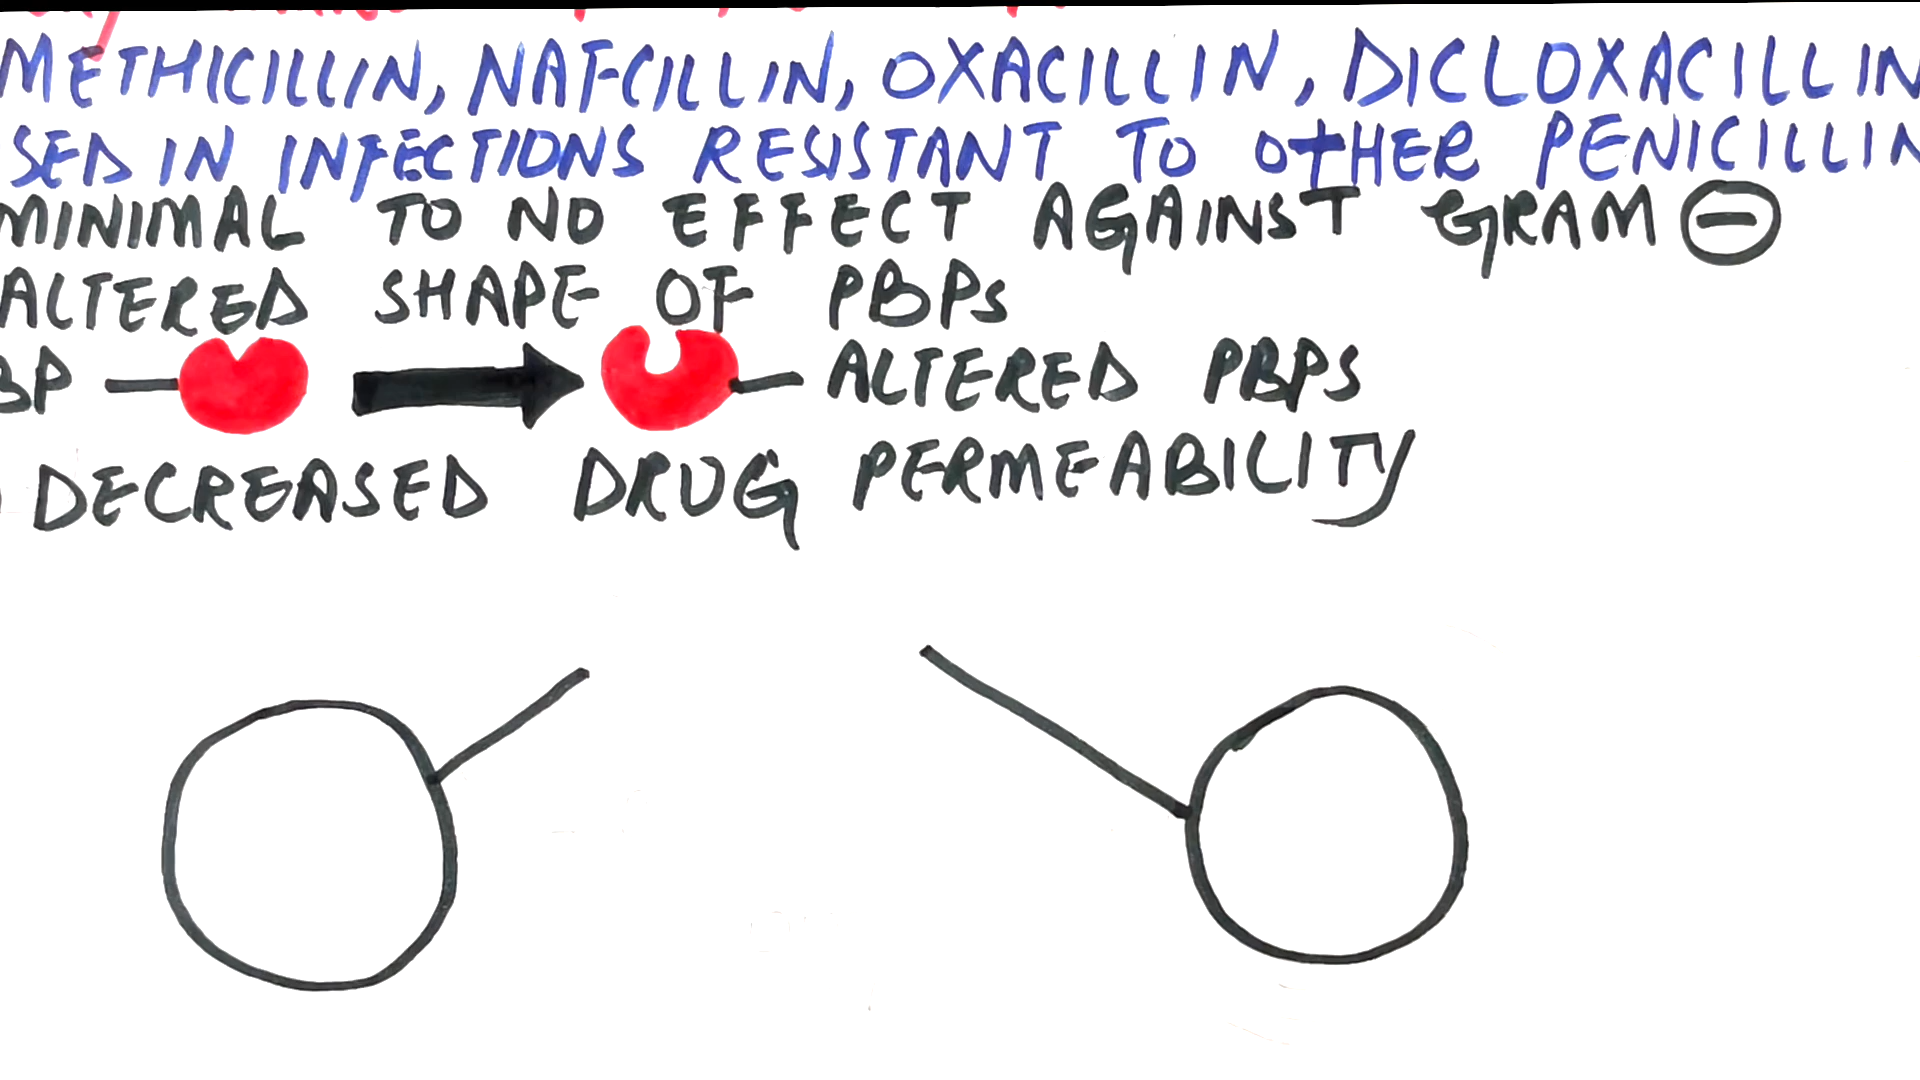 METHICILLIN, NAFCILLIN, OXACILLIN, DICLOXACILLIN
SED IN INFECTIONS RESISTANT TO OTHER PENICILLIN
MINIMAL TO NO EFFECT AGAINST GRAM ⊖
ALTERED SHAPE OF PBPS
BP — ALTERED PBPS
DECREASED DRUG PERMEABILITY